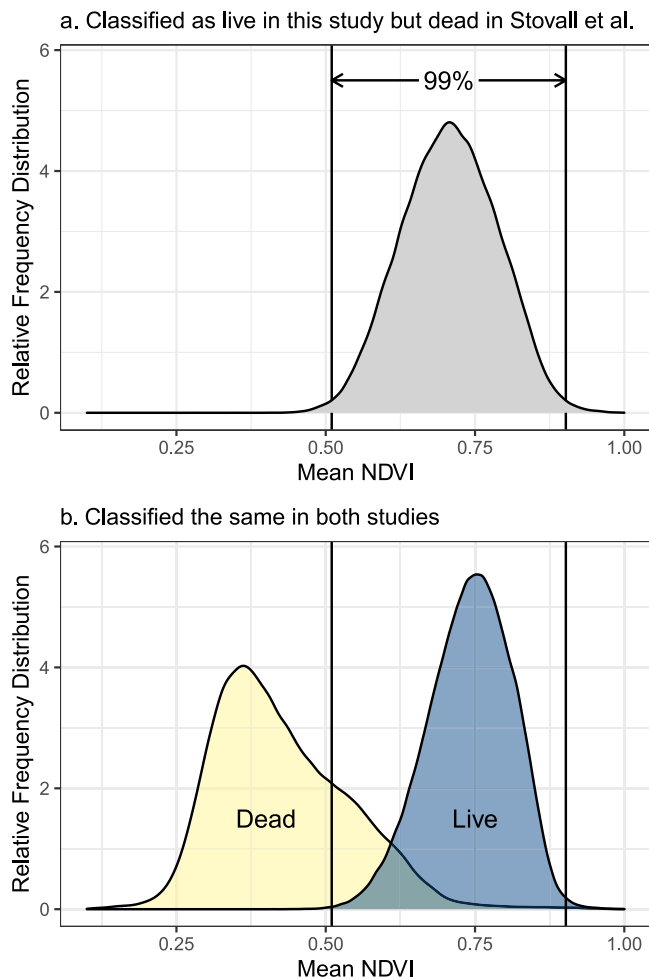 a. Classified as live in this study but dead in Stovall et al.
6
99%
4
2
0
Relative Frequency Distribution
0.25 0.50 0.75 1.00
Mean NDVI
b. Classified the same in both studies
6
4
2
Dead Live
0
Relative Frequency Distribution
0.25 0.50 0.75 1.00
Mean NDVI